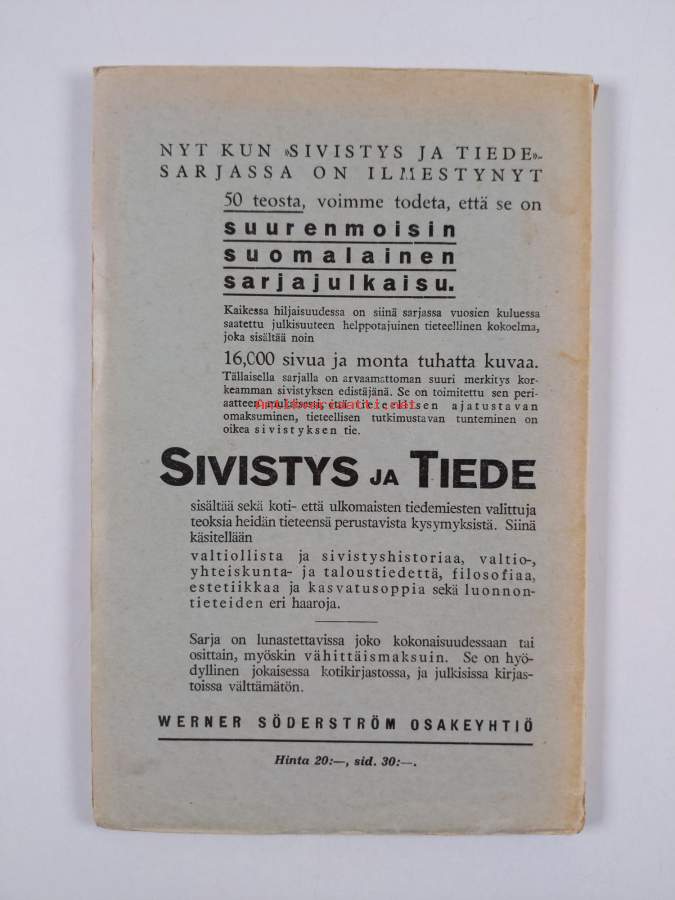 NYT KUN »SIVISTYS JA TIEDE»-
SARJASSA ON ILMESTYNYT
50 teosta, voimme todeta, että se on
suurenmoisin
suomalainen
sarjajulkaisu.
Kaikessa hiljaisuudessa on siinä sarjassa vuosien kuluessa
saatettu julkisuuteen helppotajuinen tieteellinen kokoelma,
joka sisältää noin
16,000 sivua ja monta tuhatta kuvaa.
Tällaisella sarjalla on arvaamattoman suuri merkitys kor-
keamman sivistyksen edistäjänä. Se on toimitettu sen peri-
aatteen mukaisesti, että tieteellisen ajatustavan
Antikvariaatti.net
omaksuminen, tieteellisen tutkimustavan tunteminen on
oikea sivistyksen tie.
SIVISTYS JA TIEDE
sisältää sekä koti- että ulkomaisten tiedemiesten valittuja
teoksia heidän tieteensä perustavista kysymyksistä. Siinä
käsitellään
valtiollista ja sivistyshistoriaa, valtio-,
yhteiskunta- ja taloustiedettä, filosofiaa,
estetiikkaa ja kasvatusoppia sekä luonnon-
tieteiden eri haaroja.
Sarja on lunastettavissa joko kokonaisuudessaan tai
osittain, myöskin vähittäismaksuin. Se on hyö-
dyllinen jokaisessa kotikirjastossa, ja julkisissa kirjas-
toissa välttämätön.
WERNER SÖDERSTRÖM OSAKEYHTIÖ
Hinta 20:—, sid. 30:—.